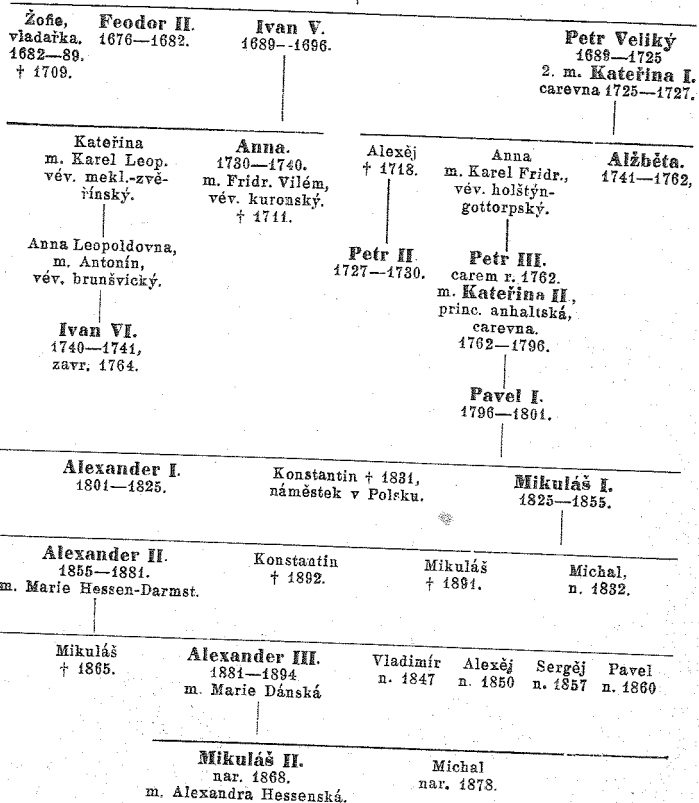 Žofie,
vladařka.
1682—89.
† 1709.
Feodor II.
1676—1682.
Ivan V.
1689--1696.
Petr Veliký
1689—1725
2. m. Kateřina I.
carevna 1725—1727.
Kateřina
m. Karel Leop.
vév. mekl.-zvě-
řínský.
Anna.
1730—1740.
m. Fridr. Vilém,
vév. kuronský.
† 1711.
Alexěj
† 1718.
Anna
m. Karel Fridr.,
vév. holštýn-
gottorpský.
Alžběta.
1741—1762,
Anna Leopoldovna,
m. Antonín,
vév. brunšvický.
Petr II
1727—1730.
Petr III.
carem r. 1762.
m. Kateřina II,
princ. anhaltská,
carevna.
1762—1796.
Ivan VI.
1740—1741,
zavr. 1764.
Pavel I.
1796—1801.
Alexander I.
1801—1825.
Konstantin † 1831,
náměstek v Polsku.
Mikuláš I.
1825—1855.
Alexander II.
1855—1881.
m. Marie Hessen-Darmst.
Konstantin
† 1892.
Mikuláš
† 1891.
Michal,
n. 1832.
Mikuláš
† 1865.
Alexander III.
1881—1894
m. Marie Dánská
Vladimír
n. 1847
Alexěj
n. 1850
Sergěj
n. 1857
Pavel
n. 1860
Mikuláš II.
nar. 1868.
m. Alexandra Hessenská.
Michal
nar. 1878.